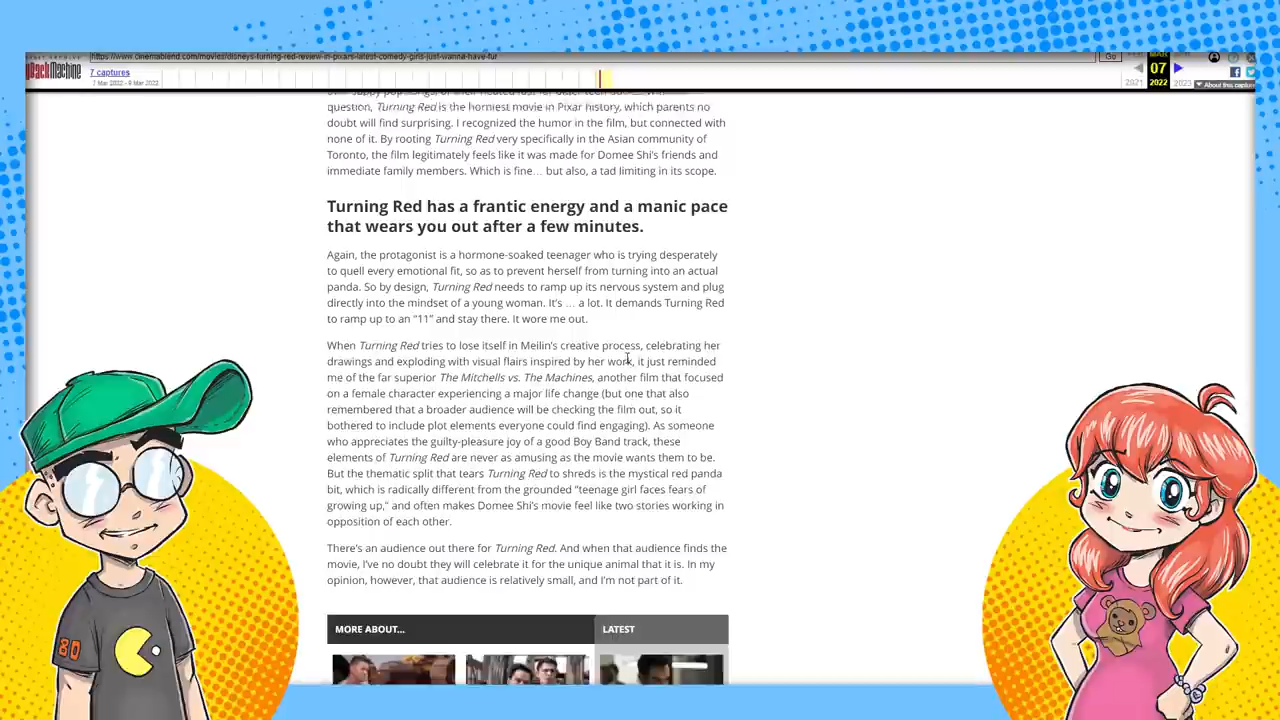 BackMachine
https://www.cinemablend.com/movies/disneys-turning-red-review-in-pixars-latest-comedy-girls-just-wanna-have-fur
Go
7 captures
1 Mar 2022 - 9 Mar 2022
07
2021 2022 2023
About this capture
question, Turning Red is the horniest movie in Pixar history, which parents no
doubt will find surprising. I recognized the humor in the film, but connected with
none of it. By rooting Turning Red very specifically in the Asian community of
Toronto, the film legitimately feels like it was made for Domee Shi's friends and
immediate family members. Which is fine… but also, a tad limiting in its scope.
Turning Red has a frantic energy and a manic pace
that wears you out after a few minutes.
Again, the protagonist is a hormone-soaked teenager who is trying desperately
to quell every emotional fit, so as to prevent herself from turning into an actual
panda. So by design, Turning Red needs to ramp up its nervous system and plug
directly into the mindset of a young woman. It's … a lot. It demands Turning Red
to ramp up to an "11" and stay there. It wore me out.
When Turning Red tries to lose itself in Meilin's creative process, celebrating her
drawings and exploding with visual flairs inspired by her work, it just reminded
me of the far superior The Mitchells vs. The Machines, another film that focused
on a female character experiencing a major life change (but one that also
remembered that a broader audience will be checking the film out, so it
bothered to include plot elements everyone could find engaging). As someone
who appreciates the guilty-pleasure joy of a good Boy Band track, these
elements of Turning Red are never as amusing as the movie wants them to be.
But the thematic split that tears Turning Red to shreds is the mystical red panda
bit, which is radically different from the grounded "teenage girl faces fears of
growing up," and often makes Domee Shi's movie feel like two stories working in
opposition of each other.
There's an audience out there for Turning Red. And when that audience finds the
movie, I've no doubt they will celebrate it for the unique animal that it is. In my
opinion, however, that audience is relatively small, and I'm not part of it.
MORE ABOUT... LATEST
80